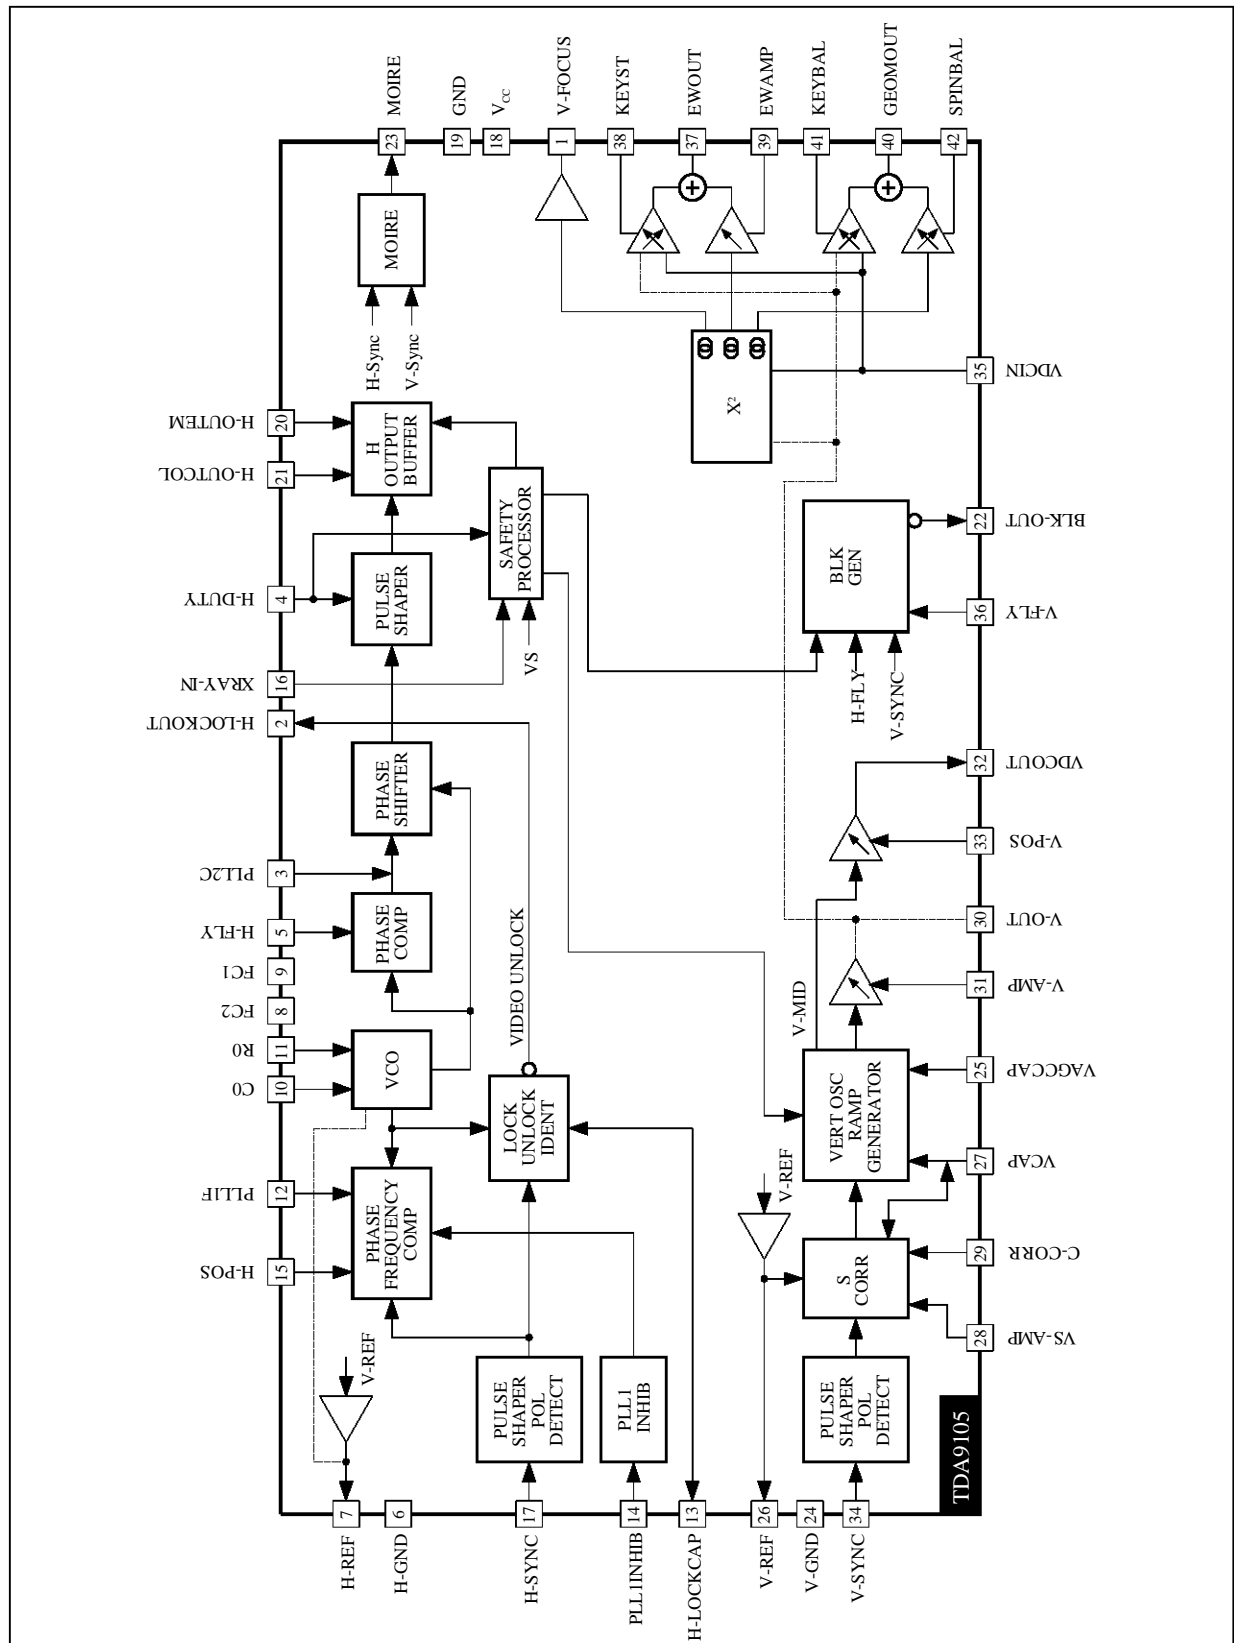 MOIRE
GND
VCC
V-FOCUS
KEYST
EWOUT
EWAMP
KEYBAL
GEOMOUT
SPINBAL
23
19
18
1
38
37
39
41
40
42
MOIRE
H-Sync
V-Sync
X²
H-OUTEM
20
H-OUTCOL
21
H-DUTY
4
XRAY-IN
16
H-LOCKOUT
2
PLL2C
3
H-FLY
5
FC1
9
FC2
8
R0
11
C0
10
PLL1F
12
H-POS
15
H
OUTPUT
BUFFER
PULSE
SHAPER
PHASE
SHIFTER
PHASE
COMP
VCO
PHASE
FREQUENCY
COMP
V-REF
SAFETY
PROCESSOR
VS
VIDEO UNLOCK
LOCK
UNLOCK
IDENT
PULSE
SHAPER
POL
DETECT
PLL1
INHIB
BLK
GEN
H-FLY
V-SYNC
V-MID
VERT OSC
RAMP
GENERATOR
V-REF
S
CORR
PULSE
SHAPER
POL
DETECT
35
VDCIN
22
BLK-OUT
36
V-FLY
32
VDCOUT
33
V-POS
30
V-OUT
31
V-AMP
25
VAGCCAP
27
VCAP
29
C-CORR
28
VS-AMP
TDA9105
7
6
17
14
13
26
24
34
H-REF
H-GND
H-SYNC
PLL1INHIB
H-LOCKCAP
V-REF
V-GND
V-SYNC